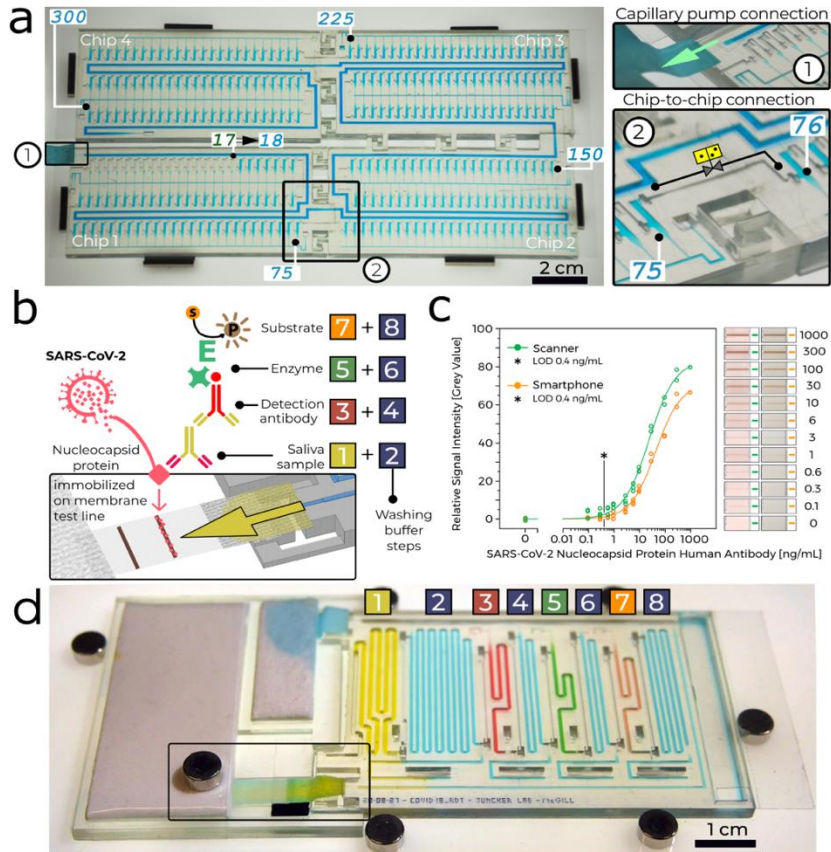 a
300
Chip 4
225
Chip 3
17
18
1
150
Chip 1
75
2
Chip 2
2 cm
Capillary pump connection
1
Chip-to-chip connection
2
76
75
b
SARS-CoV-2
Nucleocapsid
protein
immobilized
on membrane
test line
S
P
E
Substrate 7 + 8
Enzyme 5 + 6
Detection
antibody 3 + 4
Saliva
sample 1 + 2
Washing
buffer
steps
c
Relative Signal Intensity [Grey Value]
100
80
60
40
20
0
Scanner
* LOD 0.4 ng/mL
Smartphone
* LOD 0.4 ng/mL
*
0 0.01 0.1 1 10 100 1000
SARS-CoV-2 Nucleocapsid Protein Human Antibody [ng/mL]
1000
300
100
30
10
6
3
1
0.6
0.3
0.1
0
d
1 2 3 4 5 6 7 8
COVID-19_ADT - JUNCKER LAB
1 cm